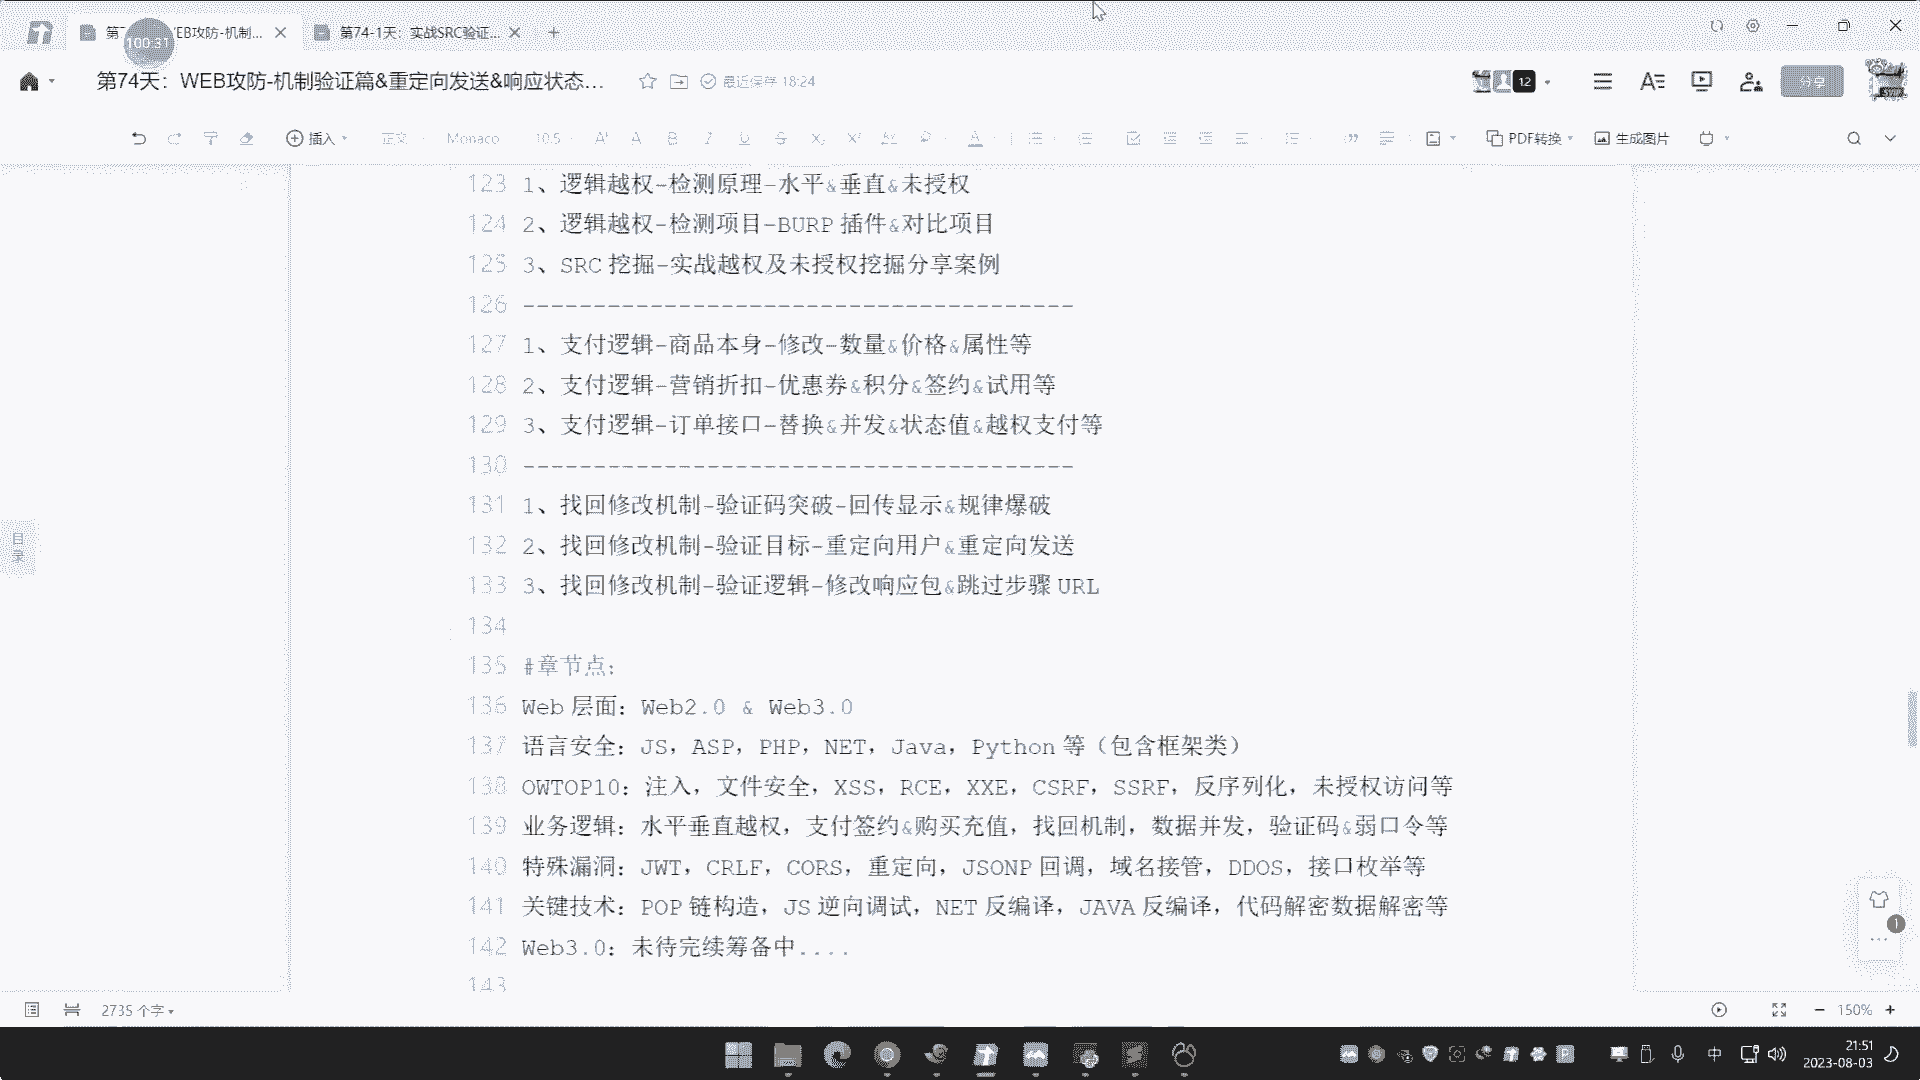 EB攻防-机制...
第74-1天：实战SRC验证...
100:31
第74天：WEB攻防-机制验证篇&重定向发送&响应状态...
最近保存 18:24
12
分享
插入
正文
Monaco
10.5
PDF转换
生成图片
123 1、逻辑越权-检测原理-水平&垂直&未授权
124 2、逻辑越权-检测项目-BURP 插件&对比项目
125 3、SRC 挖掘-实战越权及未授权挖掘分享案例
126 ---------------------------------------
127 1、支付逻辑-商品本身-修改-数量&价格&属性等
128 2、支付逻辑-营销折扣-优惠券&积分&签约&试用等
129 3、支付逻辑-订单接口-替换&并发&状态值&越权支付等
130 ---------------------------------------
131 1、找回修改机制-验证码突破-回传显示&规律爆破
132 2、找回修改机制-验证目标-重定向用户&重定向发送
133 3、找回修改机制-验证逻辑-修改响应包&跳过步骤 URL
134
135 #章节点：
136 Web 层面：Web2.0 & Web3.0
137 语言安全：JS，ASP，PHP，NET，Java，Python 等（包含框架类）
138 OWTOP10：注入，文件安全，XSS，RCE，XXE，CSRF，SSRF，反序列化，未授权访问等
139 业务逻辑：水平垂直越权，支付签约&购买充值，找回机制，数据并发，验证码&弱口令等
140 特殊漏洞：JWT，CRLF，CORS，重定向，JSONP 回调，域名接管，DDOS，接口枚举等
141 关键技术：POP 链构造，JS 逆向调试，NET 反编译，JAVA 反编译，代码解密数据解密等
142 Web3.0：未待完续筹备中....
143
目录
1
2735 个字
150%
中
21:51
2023-08-03